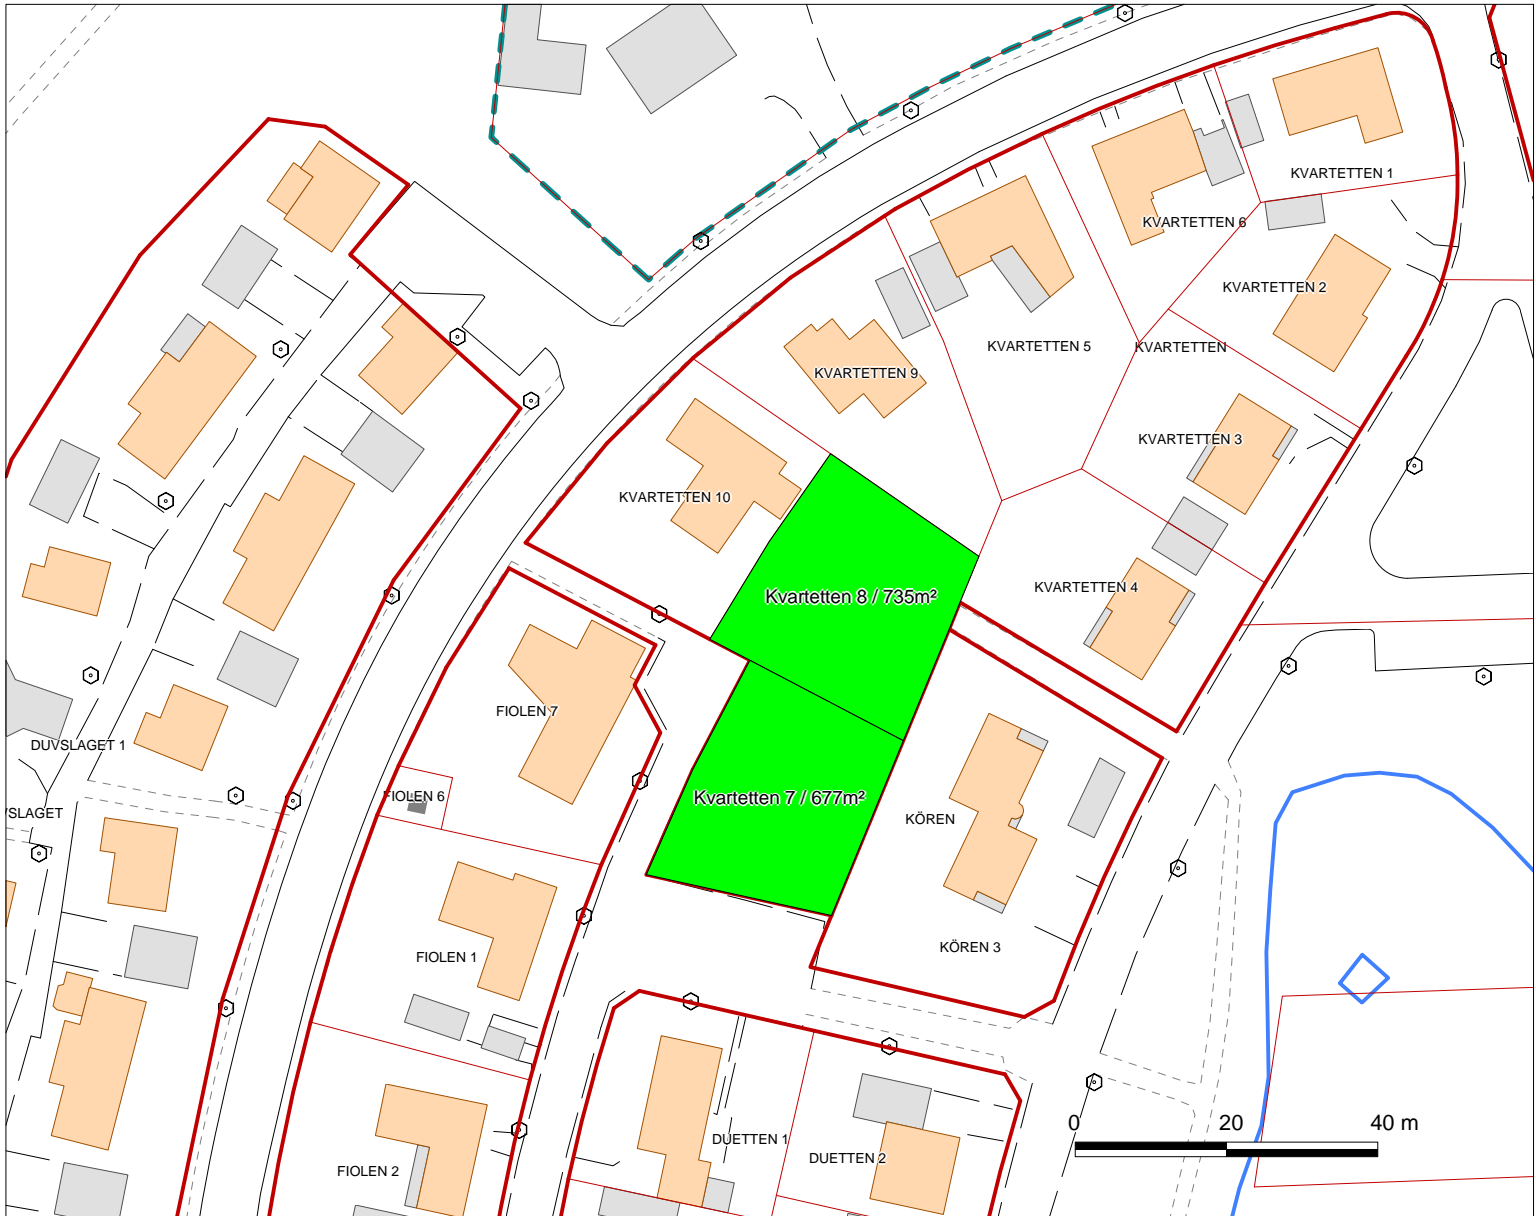 KVARTETTEN 1
KVARTETTEN 6
KVARTETTEN 2
KVARTETTEN 5
KVARTETTEN
KVARTETTEN 9
KVARTETTEN 3
KVARTETTEN 10
KVARTETTEN 4
Kvartetten 8 / 735m²
FIOLEN 7
DUVSLAGET 1
FIOLEN 6
Kvartetten 7 / 677m²
VSLAGET
KÖREN
KÖREN 3
FIOLEN 1
0 20 40 m
DUETTEN 1
DUETTEN 2
FIOLEN 2